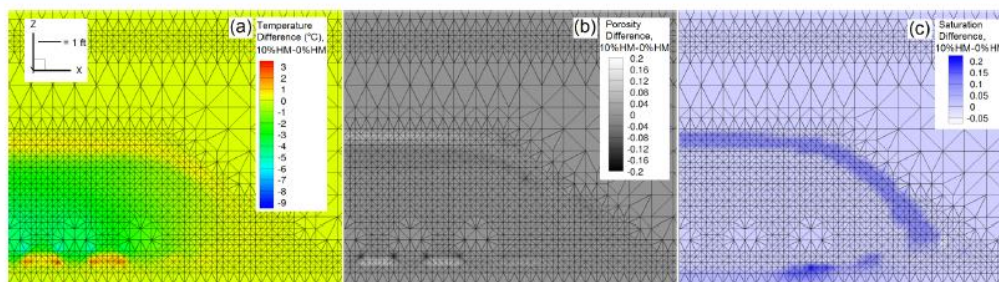 (a)
Temperature
Difference (°C),
10%HM-0%HM
3
2
1
0
-1
-2
-3
-4
-5
-6
-7
-8
-9
Z
= 1 ft
Y
X
(b)
Porosity
Difference,
10%HM-0%HM
0.2
0.16
0.12
0.08
0.04
0
-0.04
-0.08
-0.12
-0.16
-0.2
(c)
Saturation
Difference,
10%HM-0%HM
0.2
0.15
0.1
0.05
0
-0.05